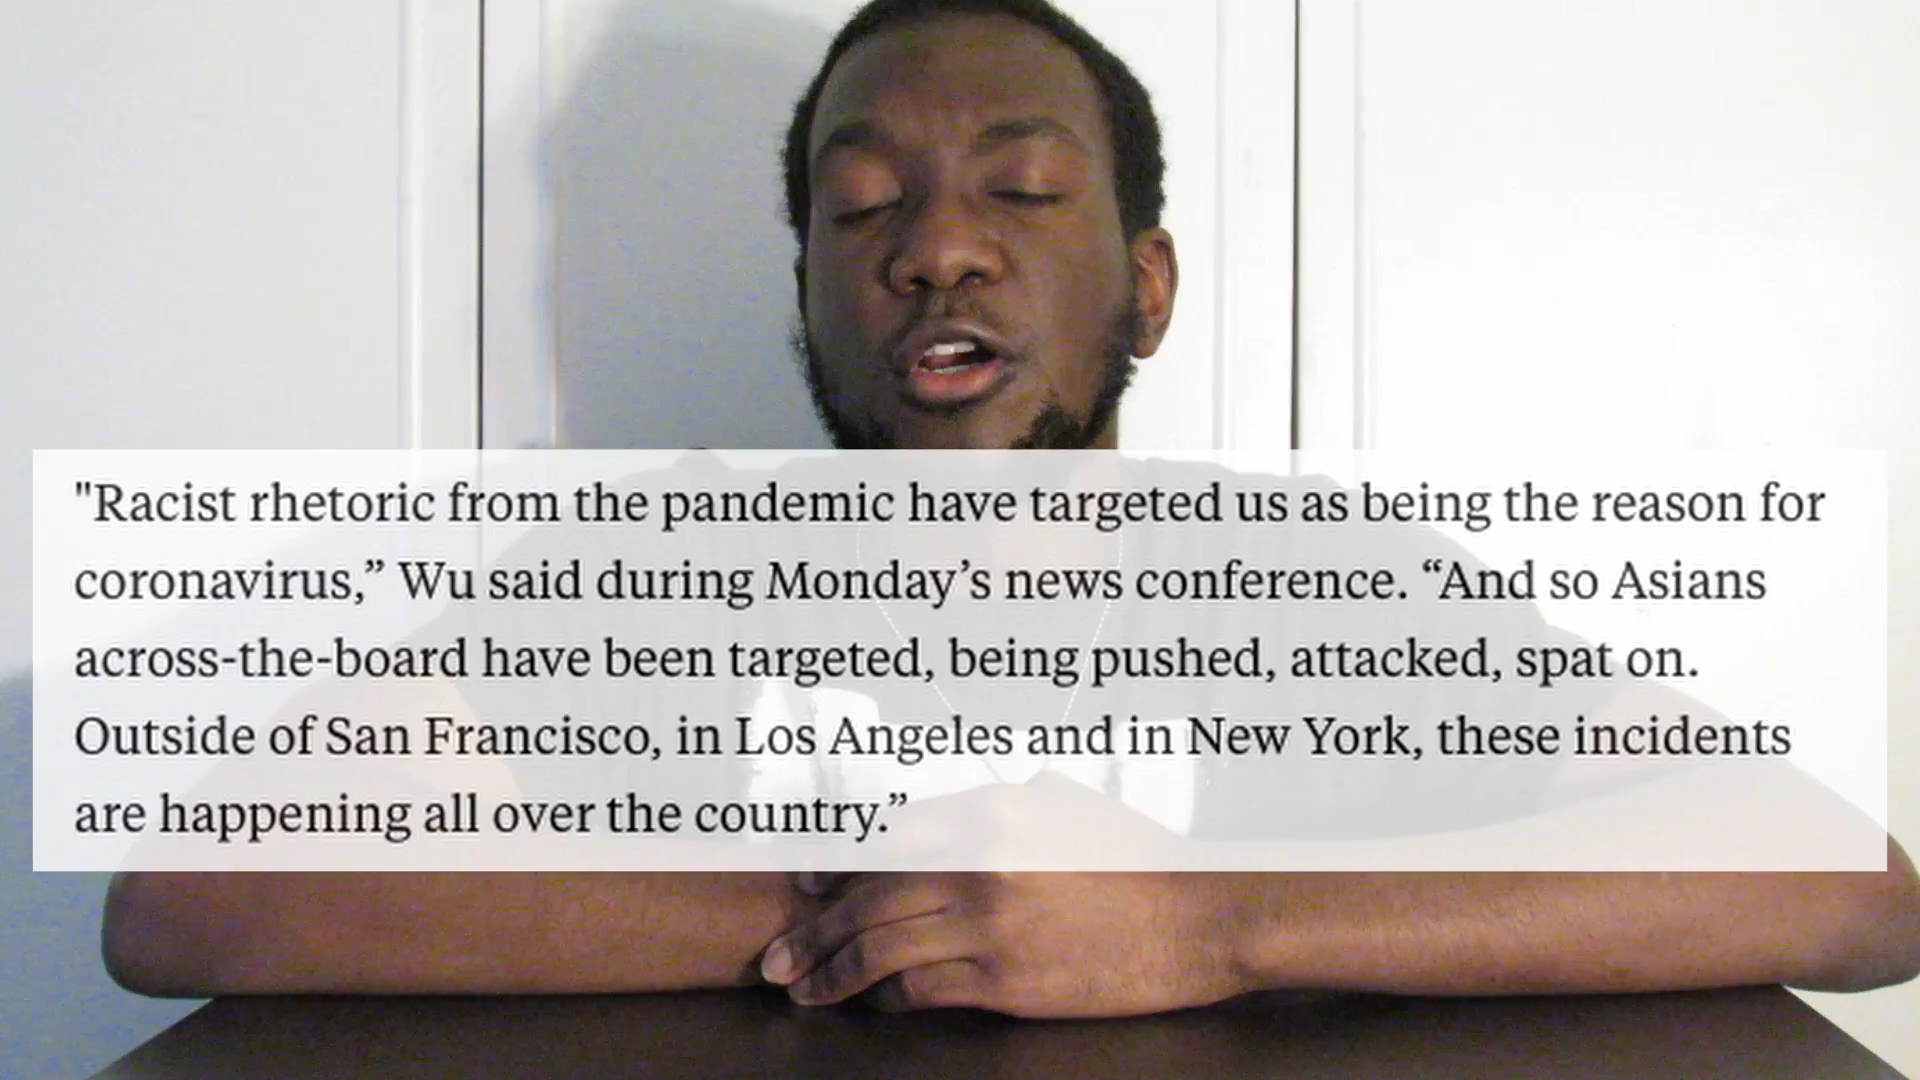 "Racist rhetoric from the pandemic have targeted us as being the reason for
coronavirus,” Wu said during Monday’s news conference. “And so Asians
across-the-board have been targeted, being pushed, attacked, spat on.
Outside of San Francisco, in Los Angeles and in New York, these incidents
are happening all over the country.”